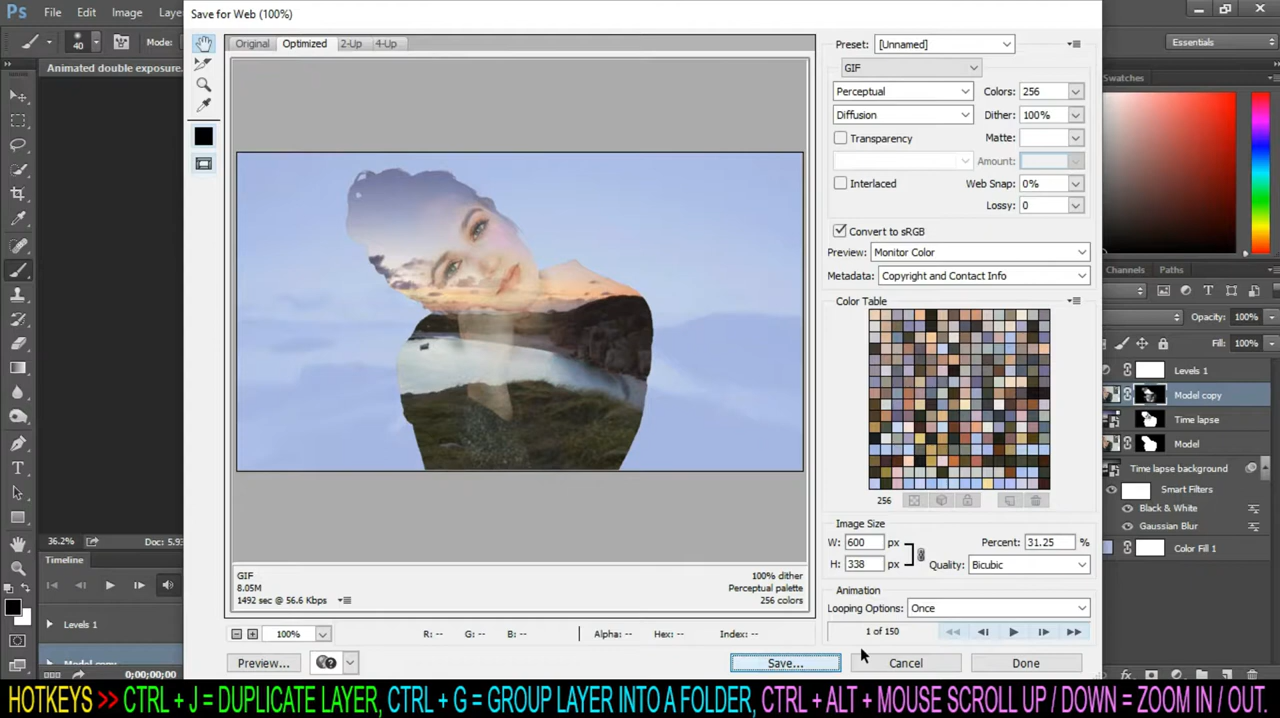 Ps File Edit Image
Save for Web (100%)
Essentials
40 Mode:
Original Optimized 2-Up 4-Up
Preset: [Unnamed]
GIF
Animated double exposure.
Swatches
Perceptual Colors: 256
Diffusion Dither: 100%
Transparency Matte:
Amount:
Interlaced Web Snap: 0%
Lossy: 0
Convert to sRGB
Preview: Monitor Color
Metadata: Copyright and Contact Info
Channels Paths
Color Table
Opacity: 100%
Fill: 100%
Levels 1
Model copy
Time lapse
Model
Time lapse background
Smart Filters
Black & White
Gaussian Blur
Color Fill 1
256
Image Size
W: 600 px Percent: 31.25 %
H: 338 px Quality: Bicubic
36.2% Doc: 5.93
Timeline
GIF 100% dither
8.05M Perceptual palette
1492 sec @ 56.6 Kbps 256 colors
Animation
Looping Options: Once
1 of 150
Levels 1
100% R: -- G: -- B: -- Alpha: -- Hex: -- Index: --
Model copy
Preview... Save... Cancel Done
HOTKEYS >> CTRL + J = DUPLICATE LAYER, CTRL + G = GROUP LAYER INTO A FOLDER, CTRL + ALT + MOUSE SCROLL UP / DOWN = ZOOM IN / OUT.